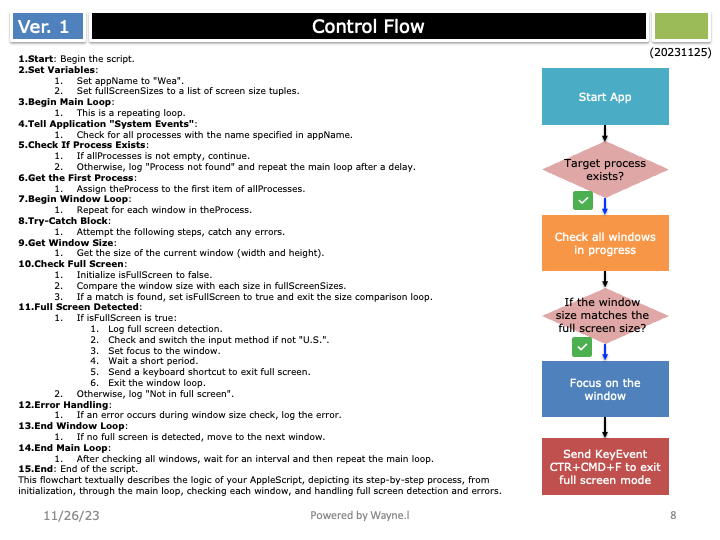 Ver. 1
Control Flow
(20231125)
1.Start: Begin the script.
2.Set Variables:
1. Set appName to "Wea".
2. Set fullScreenSizes to a list of screen size tuples.
3.Begin Main Loop:
1. This is a repeating loop.
4.Tell Application "System Events":
1. Check for all processes with the name specified in appName.
5.Check If Process Exists:
1. If allProcesses is not empty, continue.
2. Otherwise, log "Process not found" and repeat the main loop after a delay.
6.Get the First Process:
1. Assign theProcess to the first item of allProcesses.
7.Begin Window Loop:
1. Repeat for each window in theProcess.
8.Try-Catch Block:
1. Attempt the following steps, catch any errors.
9.Get Window Size:
1. Get the size of the current window (width and height).
10.Check Full Screen:
1. Initialize isFullScreen to false.
2. Compare the window size with each size in fullScreenSizes.
3. If a match is found, set isFullScreen to true and exit the size comparison loop.
11.Full Screen Detected:
1. If isFullScreen is true:
1. Log full screen detection.
2. Check and switch the input method if not "U.S.".
3. Set focus to the window.
4. Wait a short period.
5. Send a keyboard shortcut to exit full screen.
6. Exit the window loop.
2. Otherwise, log "Not in full screen".
12.Error Handling:
1. If an error occurs during window size check, log the error.
13.End Window Loop:
1. If no full screen is detected, move to the next window.
14.End Main Loop:
1. After checking all windows, wait for an interval and then repeat the main loop.
15.End: End of the script.
This flowchart textually describes the logic of your AppleScript, depicting its step-by-step process, from
initialization, through the main loop, checking each window, and handling full screen detection and errors.
Start App
Target process
exists?
Check all windows
in progress
If the window
size matches the
full screen size?
Focus on the
window
Send KeyEvent
CTR+CMD+F to exit
full screen mode
11/26/23
Powered by Wayne.l
8